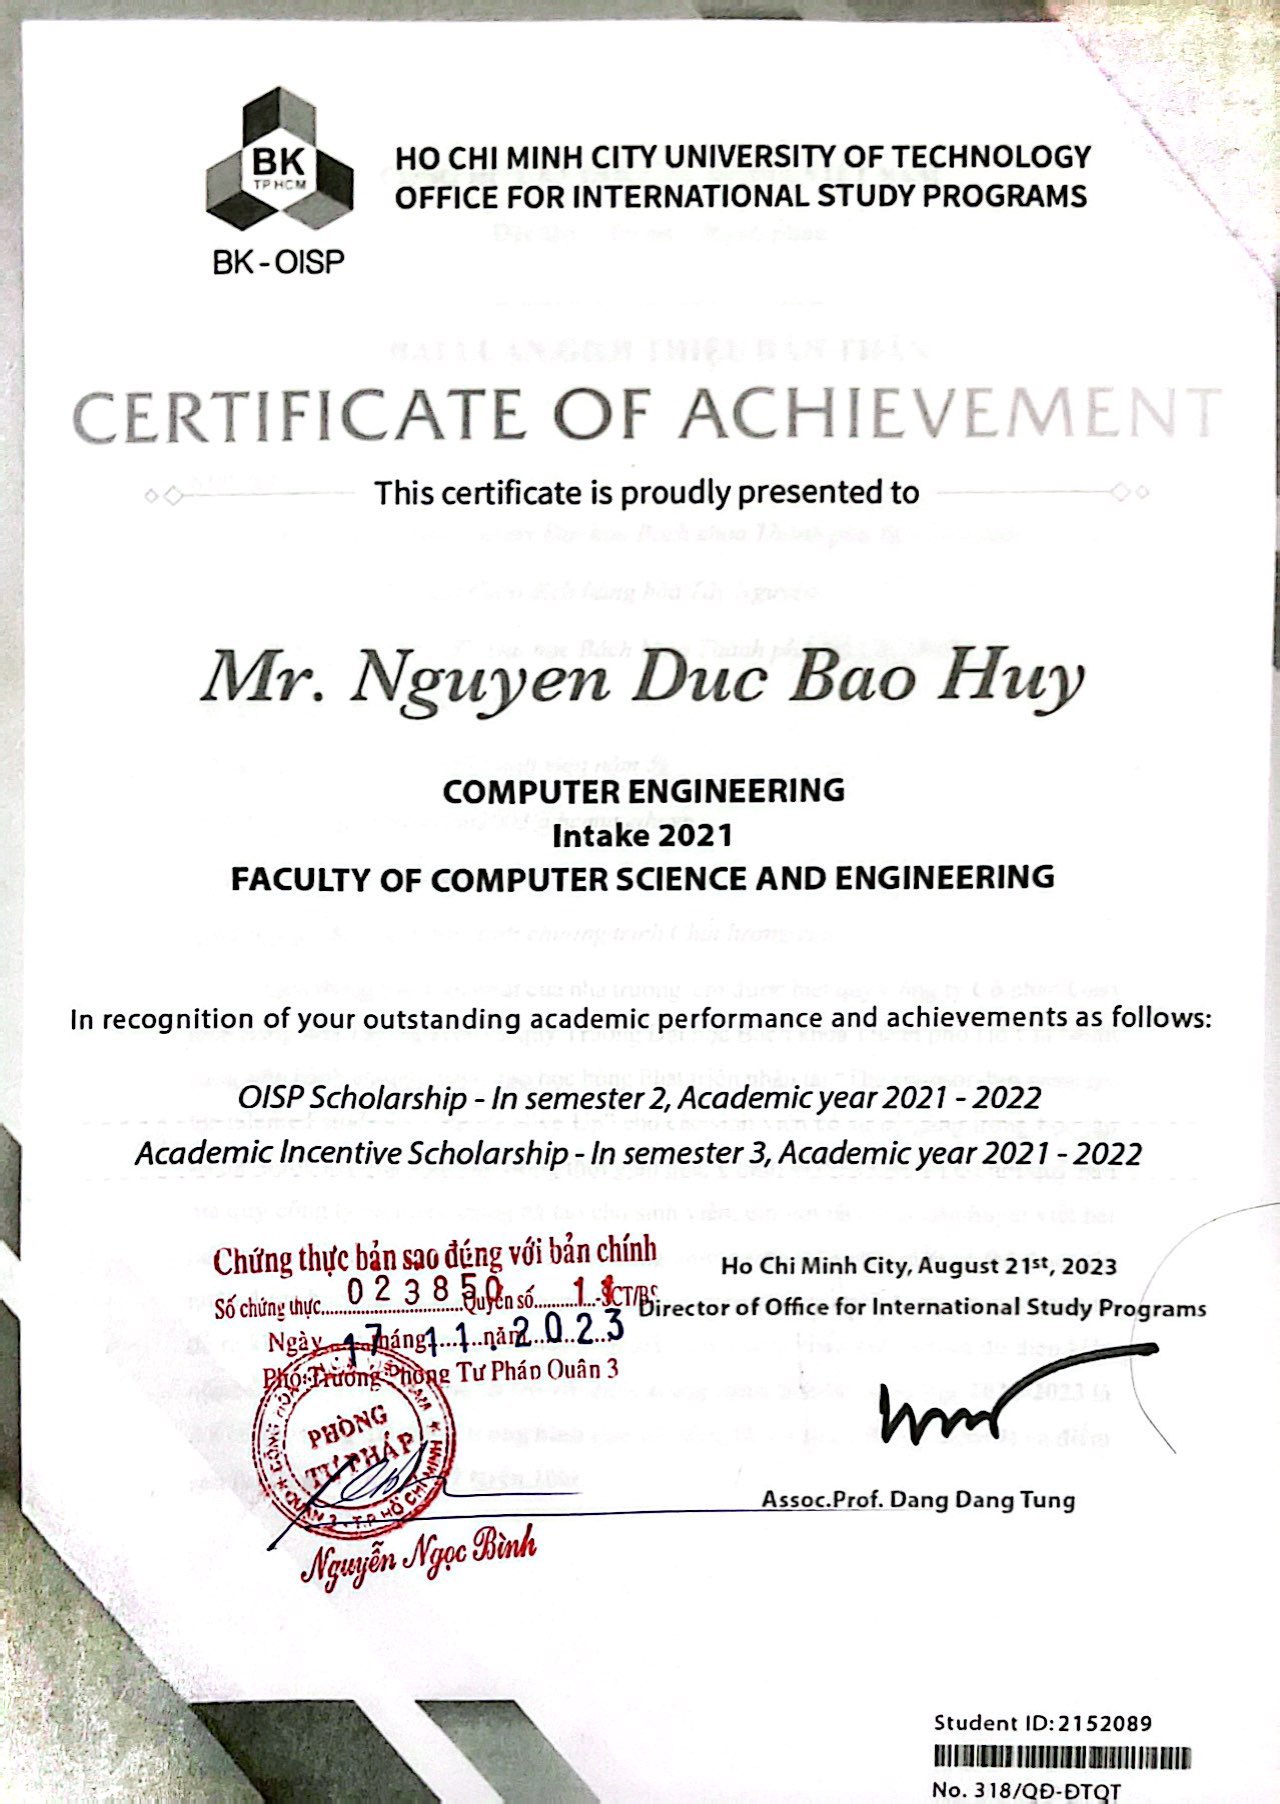 BK
TP HCM
BK-OISP
HO CHI MINH CITY UNIVERSITY OF TECHNOLOGY
OFFICE FOR INTERNATIONAL STUDY PROGRAMS
CERTIFICATE OF ACHIEVEMENT
This certificate is proudly presented to
Mr. Nguyen Duc Bao Huy
COMPUTER ENGINEERING
Intake 2021
FACULTY OF COMPUTER SCIENCE AND ENGINEERING
In recognition of your outstanding academic performance and achievements as follows:
OISP Scholarship - In semester 2, Academic year 2021 - 2022
Academic Incentive Scholarship - In semester 3, Academic year 2021 - 2022
Chứng thực bản sao đúng với bản chính
Số chứng thực 023850 Quyển số
Ngày 17 tháng 11 năm 2023
Phó Trưởng Phòng Tư Pháp Quận 3
PHÒNG
TƯ PHÁP
QUẬN 3 - T.P HỒ CHÍ MINH
Nguyễn Ngọc Bình
Ho Chi Minh City, August 21st, 2023
Director of Office for International Study Programs
Assoc.Prof. Dang Dang Tung
Student ID: 2152089
No. 318/QĐ-ĐTQT